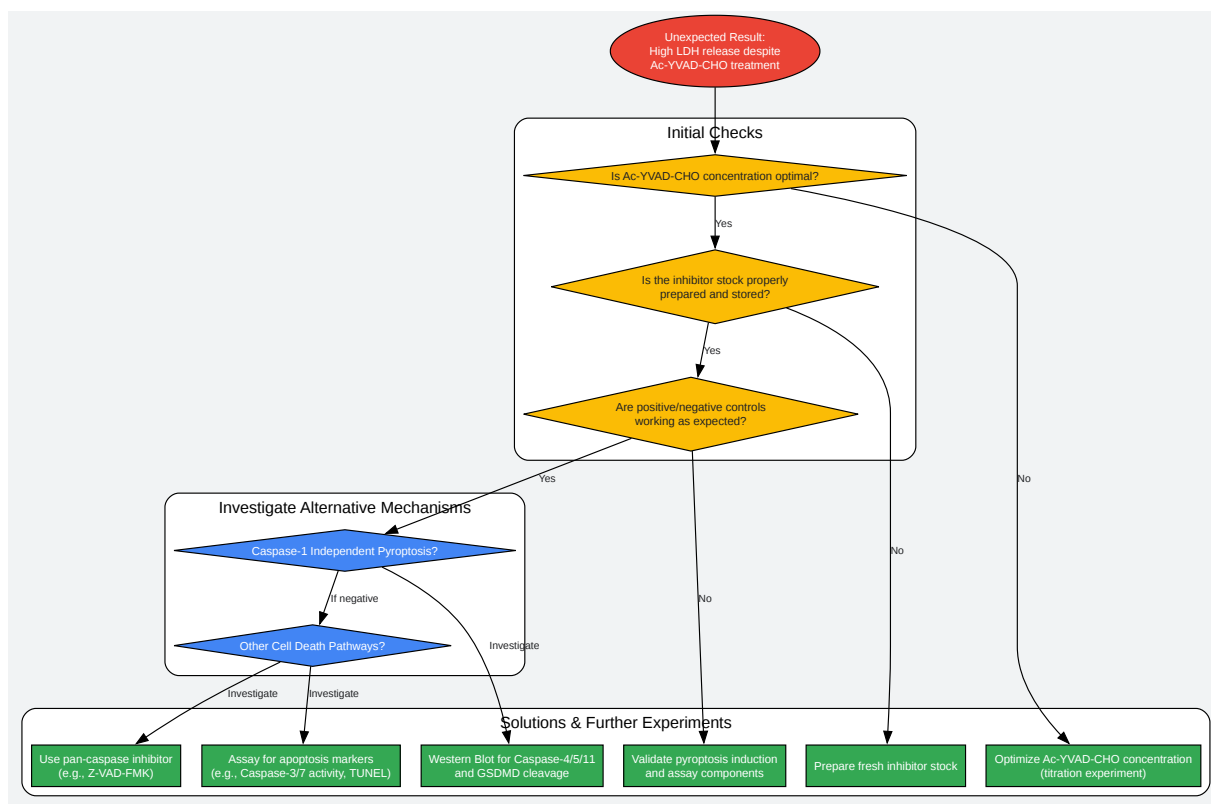 Unexpected Result:
High LDH release despite
Ac-YVAD-CHO treatment
Initial Checks
Is Ac-YVAD-CHO concentration optimal?
Yes
Is the inhibitor stock properly
prepared and stored?
Yes
Are positive/negative controls
working as expected?
Yes
No
Investigate Alternative Mechanisms
Caspase-1 Independent Pyroptosis?
No
If negative
No
Other Cell Death Pathways?
Investigate
Investigate
Investigate
Solutions & Further Experiments
Use pan-caspase inhibitor
(e.g., Z-VAD-FMK)
Assay for apoptosis markers
(e.g., Caspase-3/7 activity, TUNEL)
Western Blot for Caspase-4/5/11
and GSDMD cleavage
Validate pyroptosis induction
and assay components
Prepare fresh inhibitor stock
Optimize Ac-YVAD-CHO concentration
(titration experiment)